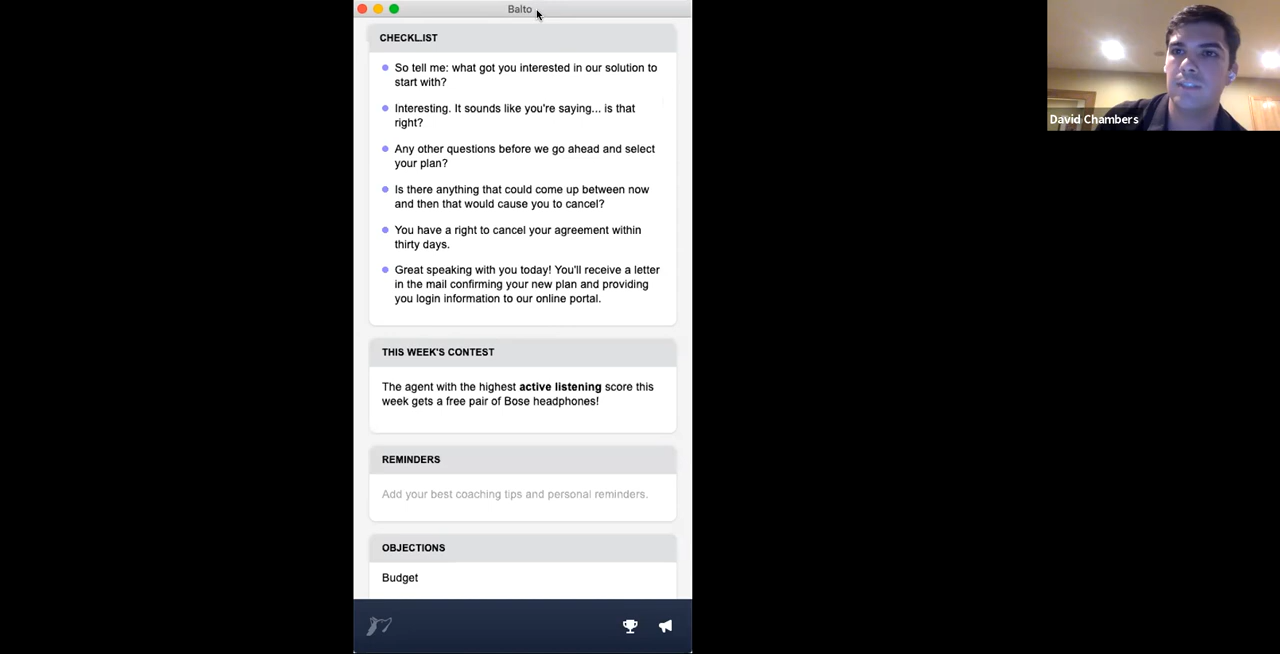 Balto
CHECKLIST
So tell me: what got you interested in our solution to
start with?
Interesting. It sounds like you're saying... is that
right?
Any other questions before we go ahead and select
your plan?
Is there anything that could come up between now
and then that would cause you to cancel?
You have a right to cancel your agreement within
thirty days.
Great speaking with you today! You'll receive a letter
in the mail confirming your new plan and providing
you login information to our online portal.
THIS WEEK'S CONTEST
The agent with the highest active listening score this
week gets a free pair of Bose headphones!
REMINDERS
Add your best coaching tips and personal reminders.
OBJECTIONS
Budget
David Chambers